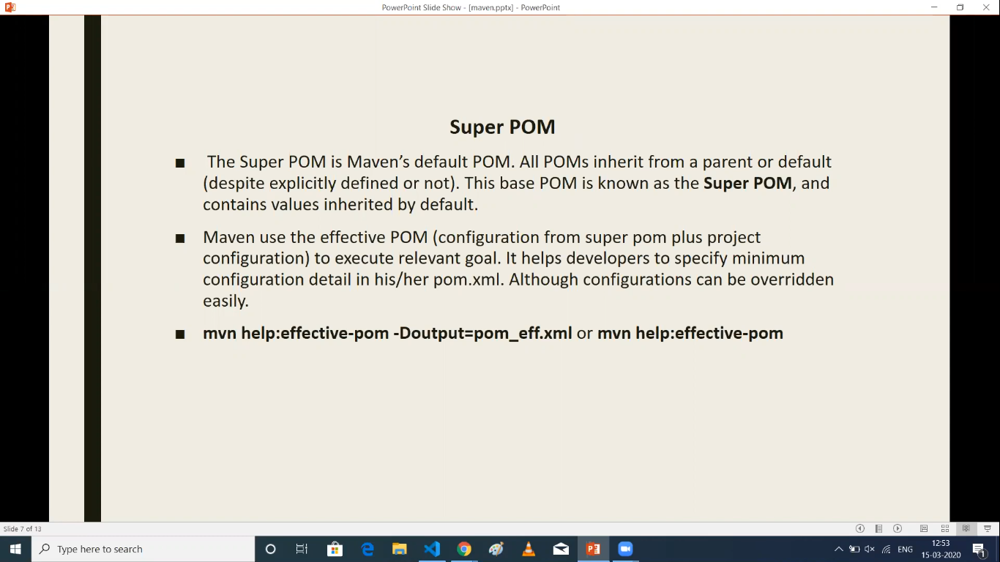 PowerPoint Slide Show - [maven.pptx] - PowerPoint
Super POM
■ The Super POM is Maven’s default POM. All POMs inherit from a parent or default
(despite explicitly defined or not). This base POM is known as the Super POM, and
contains values inherited by default.
■ Maven use the effective POM (configuration from super pom plus project
configuration) to execute relevant goal. It helps developers to specify minimum
configuration detail in his/her pom.xml. Although configurations can be overridden
easily.
■ mvn help:effective-pom -Doutput=pom_eff.xml or mvn help:effective-pom
Slide 7 of 13
Type here to search
ENG
12:53
15-03-2020
1